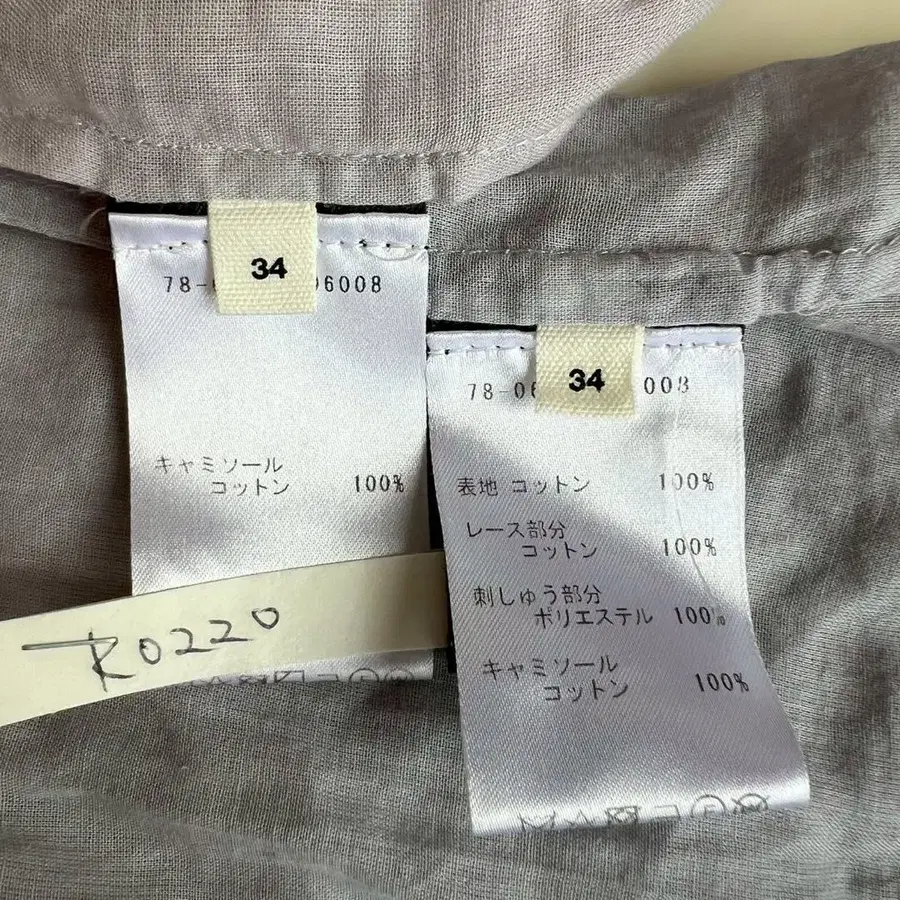 34
78-0 06008
キャミソール
コットン 100%
34
78-06 008
表地 コットン 100%
レース部分
コットン 100%
刺しゅう部分
ポリエステル 100%
キャミソール
コットン 100%
R0220